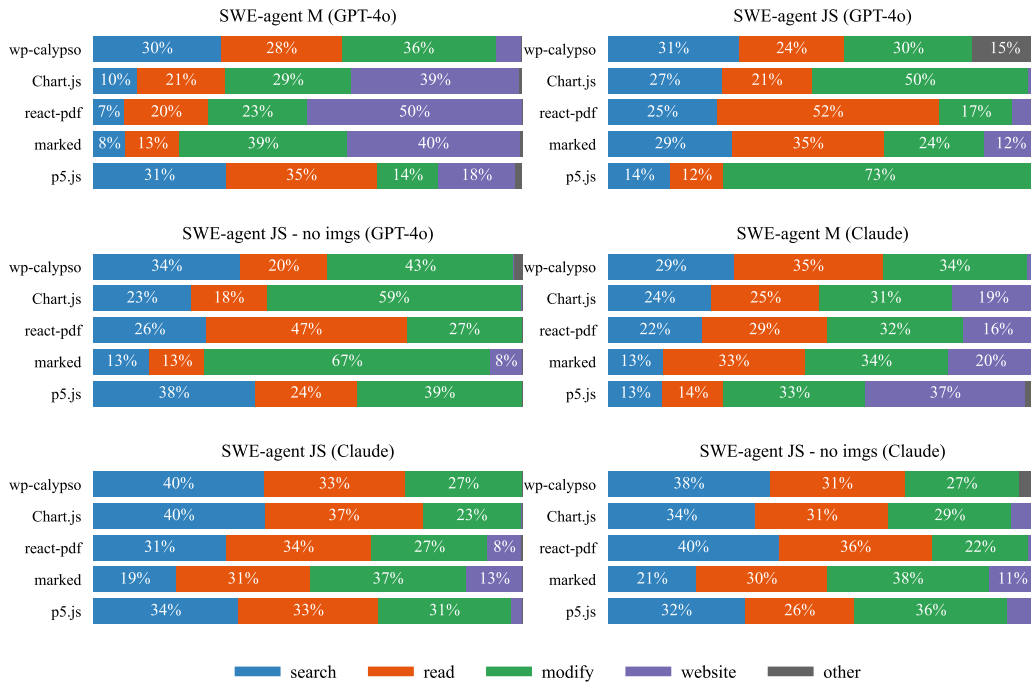 SWE-agent M (GPT-4o)
wp-calypso 30% 28% 36%
Chart.js 10% 21% 29% 39%
react-pdf 7% 20% 23% 50%
marked 8% 13% 39% 40%
p5.js 31% 35% 14% 18%
SWE-agent JS (GPT-4o)
wp-calypso 31% 24% 30% 15%
Chart.js 27% 21% 50%
react-pdf 25% 52% 17%
marked 29% 35% 24% 12%
p5.js 14% 12% 73%
SWE-agent JS - no imgs (GPT-4o)
wp-calypso 34% 20% 43%
Chart.js 23% 18% 59%
react-pdf 26% 47% 27%
marked 13% 13% 67% 8%
p5.js 38% 24% 39%
SWE-agent M (Claude)
wp-calypso 29% 35% 34%
Chart.js 24% 25% 31% 19%
react-pdf 22% 29% 32% 16%
marked 13% 33% 34% 20%
p5.js 13% 14% 33% 37%
SWE-agent JS (Claude)
wp-calypso 40% 33% 27%
Chart.js 40% 37% 23%
react-pdf 31% 34% 27% 8%
marked 19% 31% 37% 13%
p5.js 34% 33% 31%
SWE-agent JS - no imgs (Claude)
wp-calypso 38% 31% 27%
Chart.js 34% 31% 29%
react-pdf 40% 36% 22%
marked 21% 30% 38% 11%
p5.js 32% 26% 36%
search read modify website other